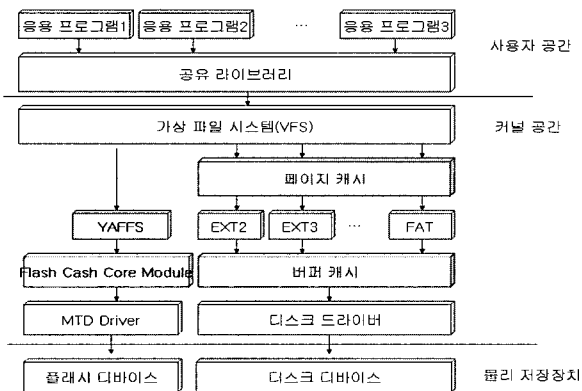 응용 프로그램1 응용 프로그램2 ... 응용 프로그램3
사용자 공간
공유 라이브러리
가상 파일 시스템(VFS)
커널 공간
페이지 캐시
YAFFS EXT2 EXT3 ... FAT
Flash Cash Core Module 버퍼 캐시
MTD Driver 디스크 드라이버
플래시 디바이스 디스크 디바이스
물리 저장장치